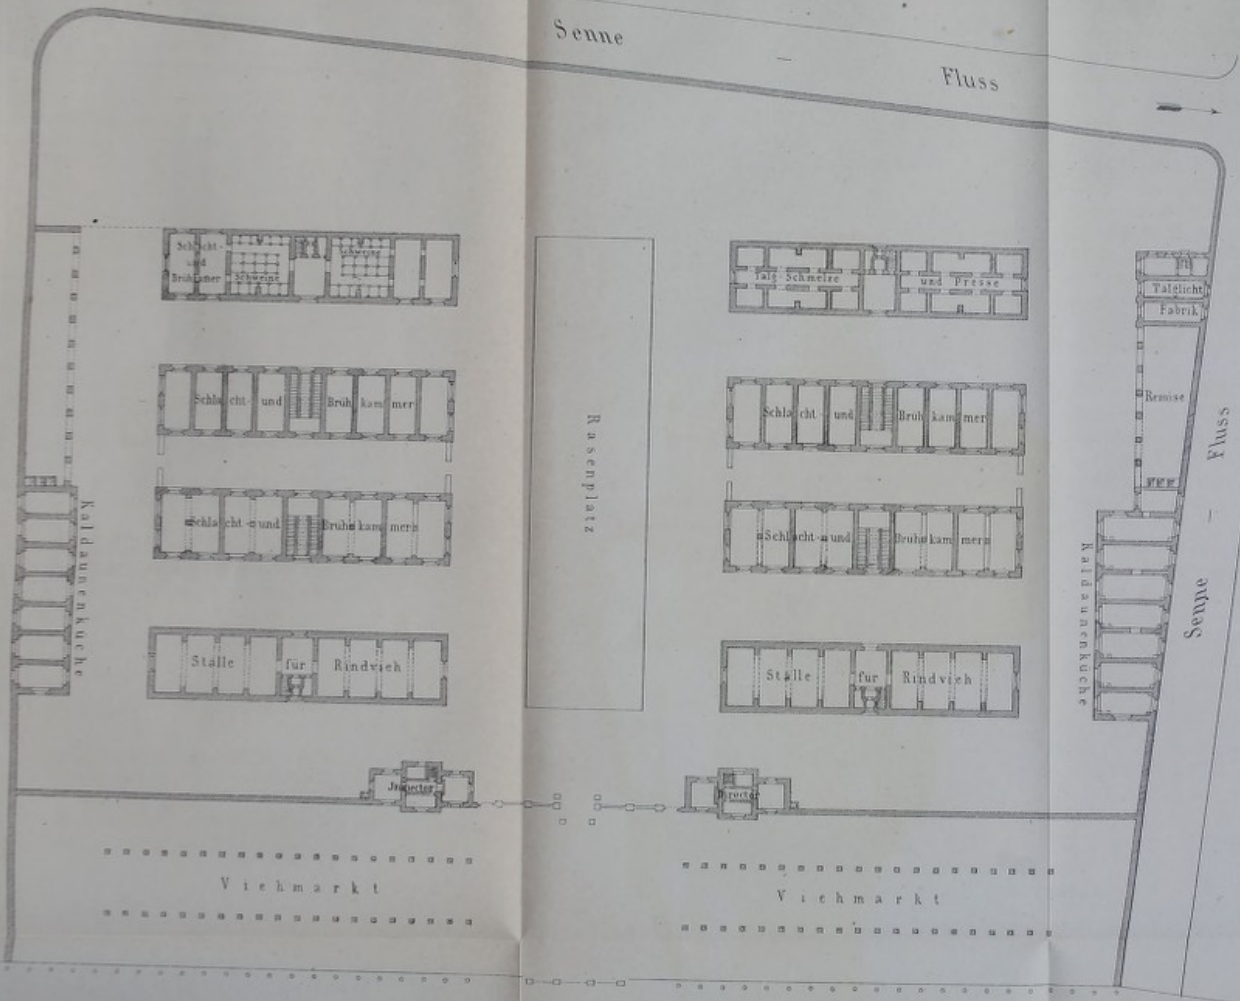 Senne
Fluss
Schlacht-
und
Brühkamer
Schweine
Schweine
Talg-Schmelze
und Presse
Talglicht
Fabrik
Schlacht- und Brühkammer
Schlacht- und Brühkammer
Remise
Senne - Fluss
Rasenplatz
Schlacht- und Brühkammern
Schlacht- und Brühkammern
Kaldaunenküche
Kaldaunenküche
Ställe für Rindvieh
Ställe für Rindvieh
Inspector
Director
Viehmarkt
Viehmarkt